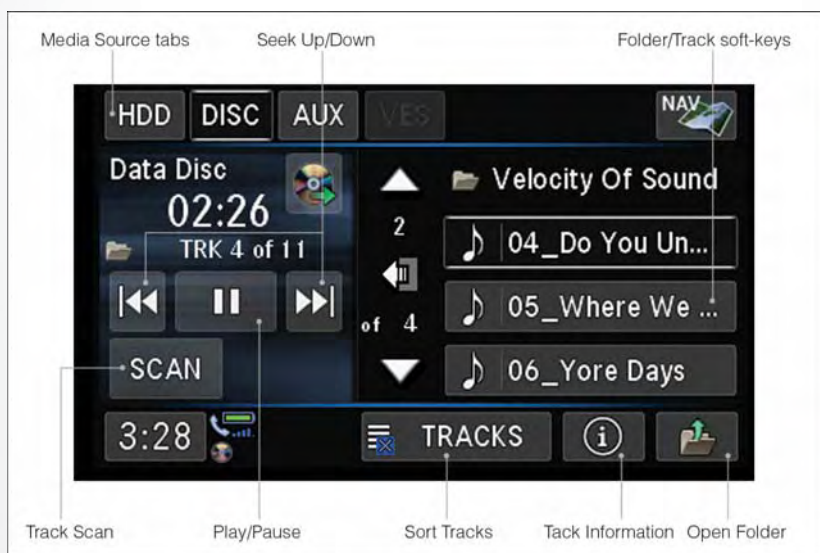 Media Source tabs Seek Up/Down Folder/Track soft-keys
HDD DISC AUX VES NAV
Data Disc
02:26
TRK 4 of 11
SCAN
2
of 4
Velocity Of Sound
04_Do You Un...
05_Where We ...
06_Yore Days
3:28 TRACKS i
Track Scan Play/Pause Sort Tracks Tack Information Open Folder